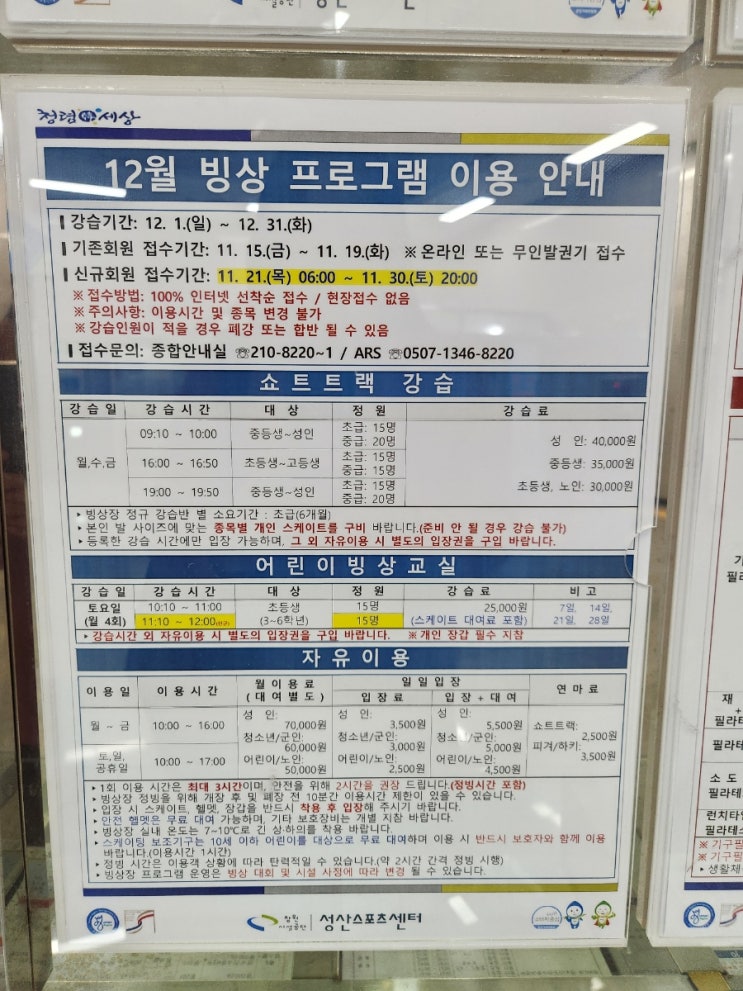 청렴 세상
12월 빙상 프로그램 이용 안내
강습기간: 12. 1.(일) ~ 12. 31.(화)
기존회원 접수기간: 11. 15.(금) ~ 11. 19.(화) ※ 온라인 또는 무인발권기 접수
신규회원 접수기간: 11. 21.(목) 06:00 ~ 11. 30.(토) 20:00
※ 접수방법: 100% 인터넷 선착순 접수 / 현장접수 없음
※ 주의사항: 이용시간 및 종목 변경 불가
※ 강습인원이 적을 경우 폐강 또는 합반 될 수 있음
접수문의: 종합안내실 ☏210-8220~1 / ARS ☏0507-1346-8220
쇼트트랙 강습
강습일 강습시간 대상 정원 강습료
월,수,금
09:10 ~ 10:00 중등생~성인 초급: 15명 중급: 20명
16:00 ~ 16:50 초등생~고등생 초급: 15명 중급: 15명
19:00 ~ 19:50 중등생~성인 초급: 15명 중급: 20명
성 인: 40,000원
중등생: 35,000원
초등생, 노인: 30,000원
▸ 빙상장 정규 강습반 별 소요기간 : 초급(6개월)
▸ 본인 발 사이즈에 맞는 종목별 개인 스케이트를 구비 바랍니다.(준비 안 될 경우 강습 불가)
▸ 등록한 강습 시간에만 입장 가능하며, 그 외 자유이용 시 별도의 입장권을 구입 바랍니다.
어린이빙상교실
강습일 강습시간 대상 정원 강습료 비고
토요일 10:10 ~ 11:00 초등생 15명 25,000원 7일, 14일,
(월 4회) 11:10 ~ 12:00 (3~6학년) 15명 (스케이트 대여료 포함) 21일, 28일
▸ 강습시간 외 자유이용 시 별도의 입장권을 구입 바랍니다. ※ 개인 장갑 필수 지참
자유이용
이용일 이용시간 월이용료 (대여별도) 일일입장 연마료
입장료 입장+대여
월 ~ 금 10:00 ~ 16:00
토,일, 공휴일 10:00 ~ 17:00
성 인: 70,000원
청소년/군인: 60,000원
어린이/노인: 50,000원
성 인: 3,500원
청소년/군인: 3,000원
어린이/노인: 2,500원
성 인: 5,500원
청소년/군인: 5,000원
어린이/노인: 4,500원
쇼트트랙: 2,500원
피겨/하키: 3,500원
▸ 1회 이용 시간은 최대 3시간이며, 안전을 위해 2시간을 권장 드립니다.(정빙시간 포함)
▸ 빙상장 정빙을 위해 개장 후 및 폐장 전 10분간 이용시간 제한이 있을 수 있습니다.
▸ 입장 시 스케이트, 헬멧, 장갑을 반드시 착용 후 입장해 주시기 바랍니다.
▸ 안전 헬멧은 무료 대여 가능하며, 기타 보호장비는 개별 지참 바랍니다.
▸ 빙상장 실내 온도는 7~10℃로 긴 상·하의를 착용 바랍니다.
▸ 스케이팅 보조기구는 10세 이하 어린이를 대상으로 무료 대여하며 이용 시 반드시 보호자와 함께 이용
바랍니다.(이용시간 1시간)
▸ 정빙 시간은 이용객 상황에 따라 탄력적일 수 있습니다.(약 2시간 간격 정빙 시행)
▸ 빙상장 프로그램 운영은 빙상 대회 및 시설 사정에 따라 변경 될 수 있습니다.
창원
시설공단
성산스포츠센터
기
필라
재
+
필라테
필라테
소 도
필라테
런치타임
필라테스
※ 기구필
※ 기구필
▸ 생활체